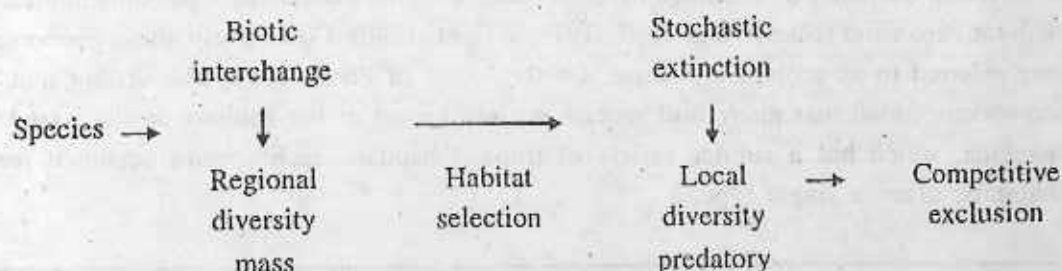 Biotic
interchange
Stochastic
extinction
Species
Regional
diversity
mass
Habitat
selection
Local
diversity
predatory
Competitive
exclusion